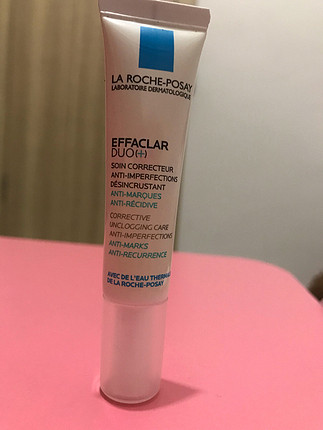 LA ROCHE-POSAY
LABORATOIRE DERMATOLOGIQUE
EFFACLAR
DUO(+)
SOIN CORRECTEUR
ANTI-IMPERFECTIONS
DÉSINCRUSTANT
ANTI-MARQUES
ANTI-RÉCIDIVE
CORRECTIVE
UNCLOGGING CARE
ANTI-IMPERFECTIONS
ANTI-MARKS
ANTI-RECURRENCE
AVEC DE L'EAU THERMALE
DE LA ROCHE-POSAY